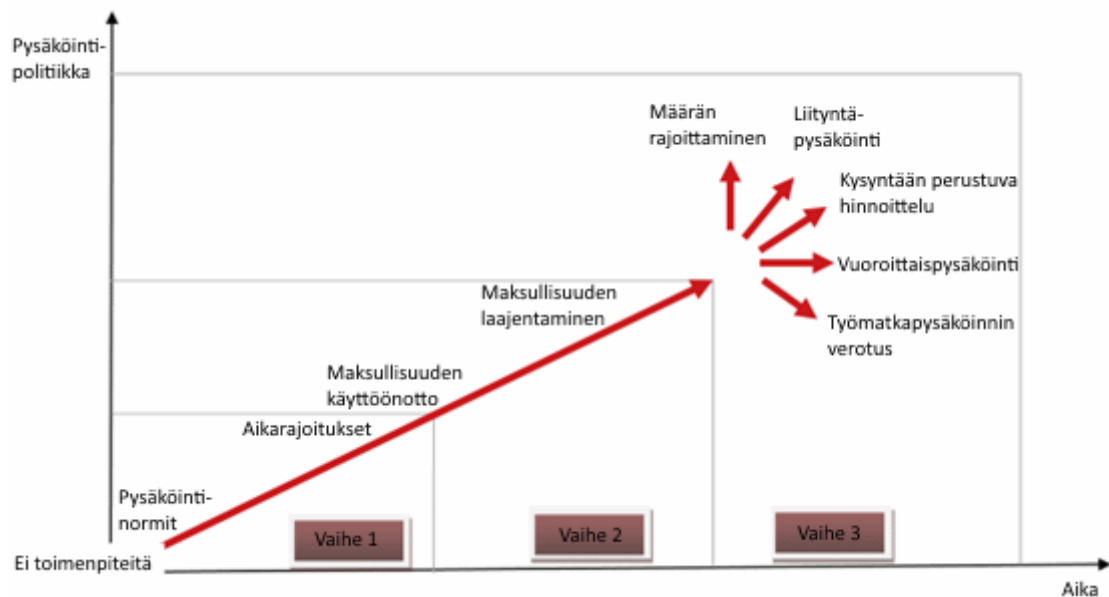 Pysäköinti-
politiikka
Määrän
rajoittaminen
Liityntä-
pysäköinti
Kysyntään perustuva
hinnoittelu
Vuoroittaispysäköinti
Työmatkapysäköinnin
verotus
Maksullisuuden
laajentaminen
Maksullisuuden
käyttöönotto
Aikarajoitukset
Pysäköinti-
normit
Ei toimenpiteitä
Vaihe 1
Vaihe 2
Vaihe 3
Aika